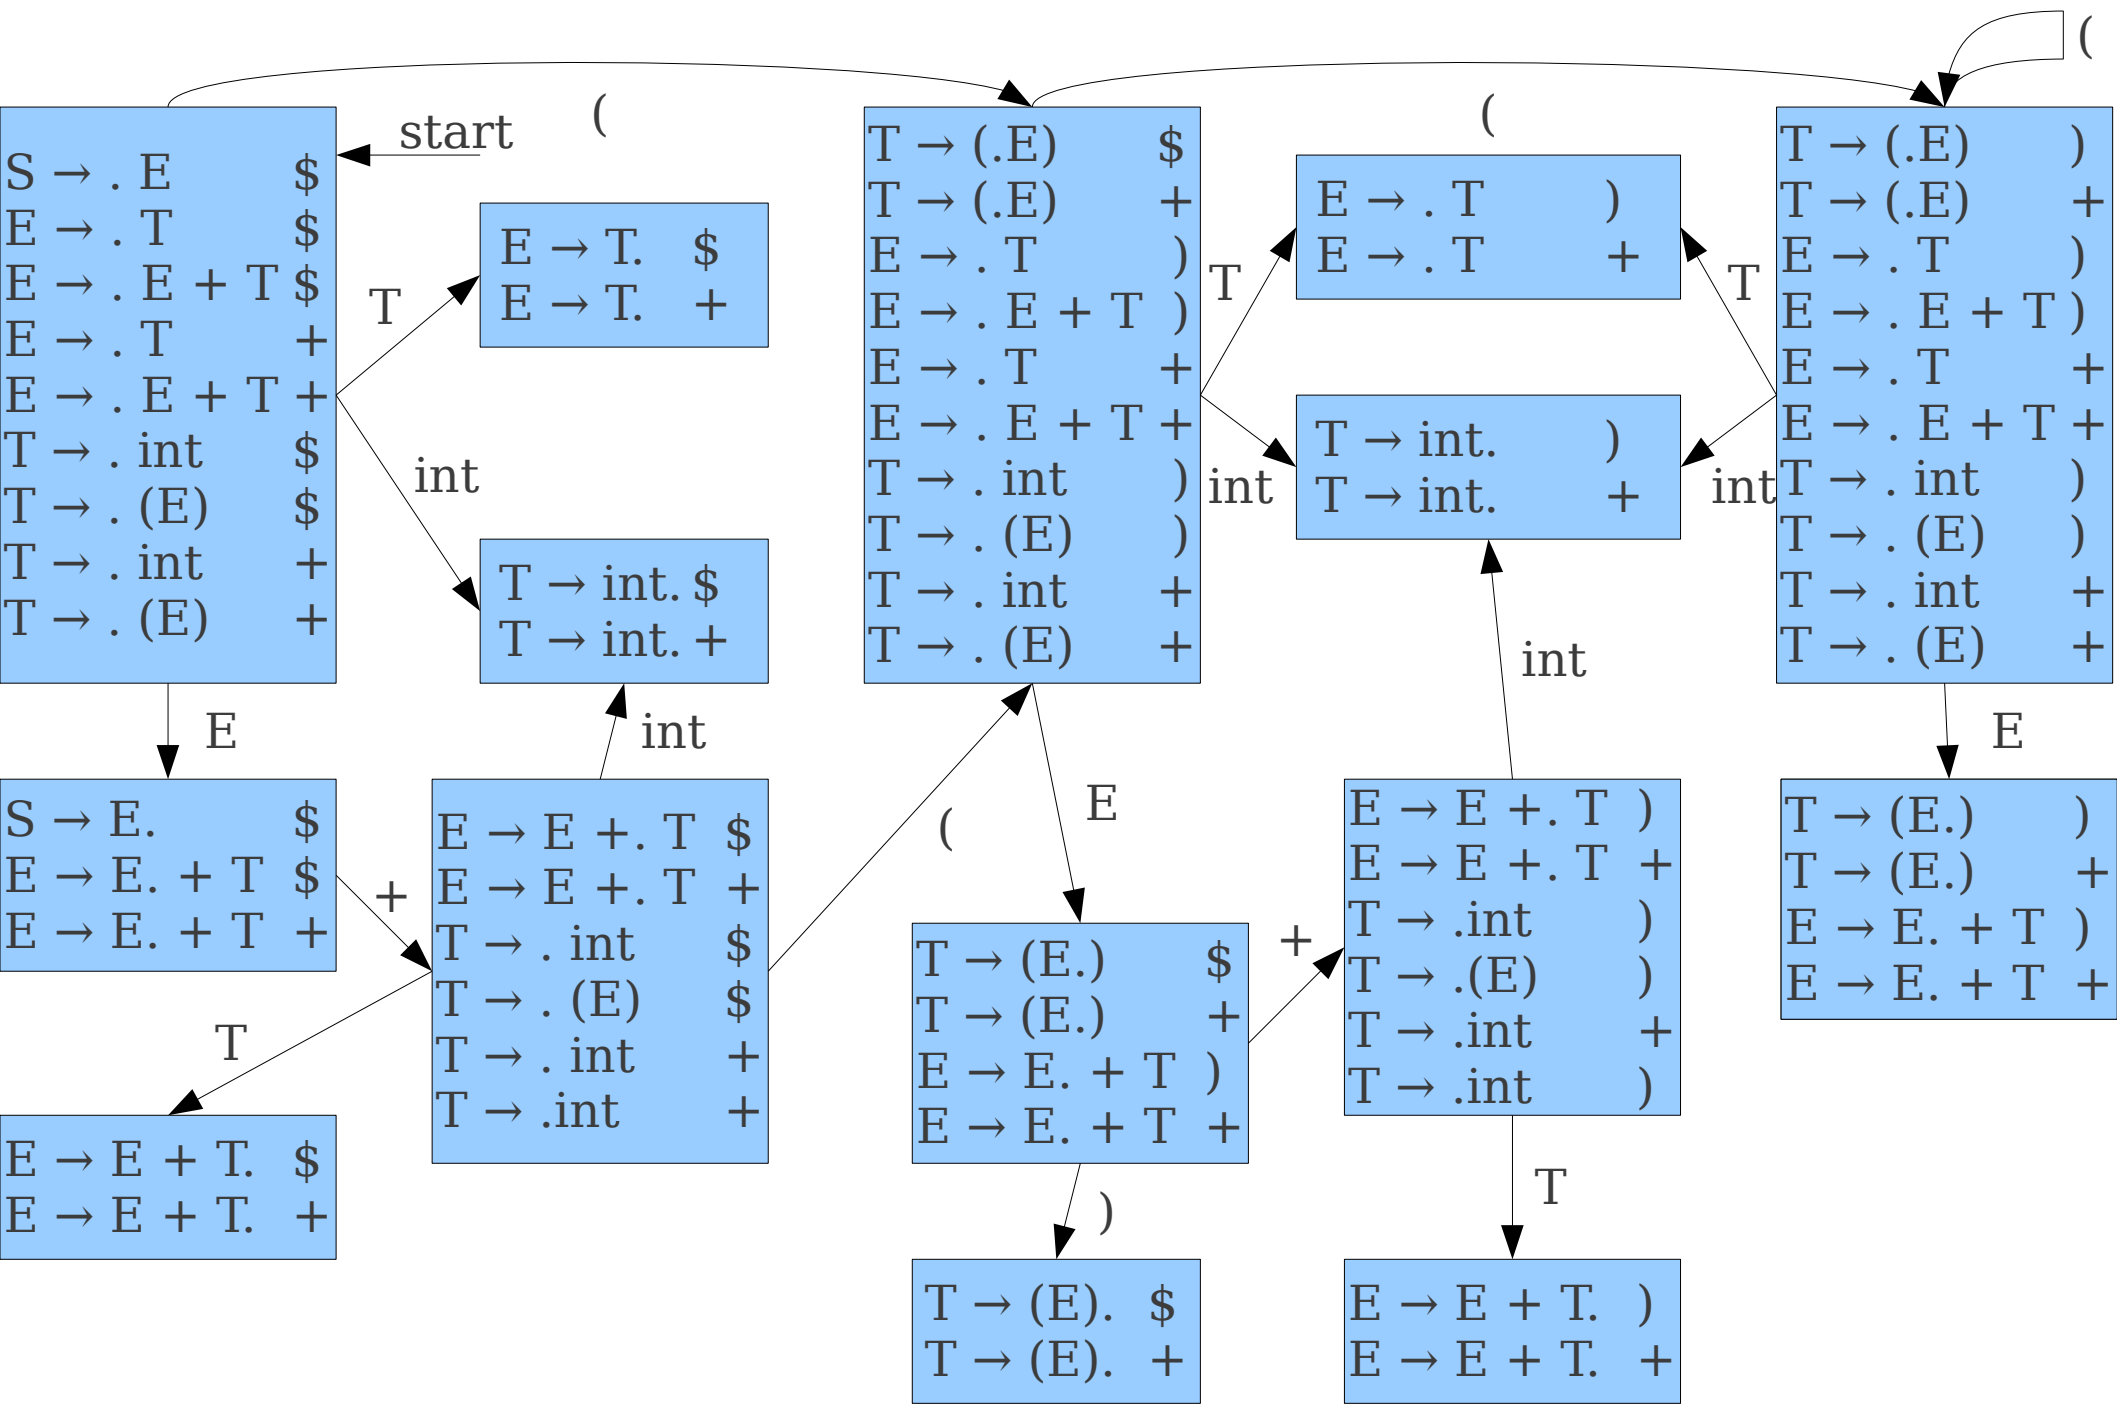 (
start
(
(
S → . E $
E → . T $
E → . E + T $
E → . T +
E → . E + T +
T → . int $
T → . (E) $
T → . int +
T → . (E) +
T
E → T. $
E → T. +
int
T → int. $
T → int. +
T → (.E) $
T → (.E) +
E → . T )
E → . E + T )
E → . T +
E → . E + T +
T → . int )
T → . (E) )
T → . int +
T → . (E) +
T
E → . T )
E → . T +
T
int
T → int. )
T → int. +
int
T → (.E) )
T → (.E) +
E → . T )
E → . E + T )
E → . T +
E → . E + T +
T → . int )
T → . (E) )
T → . int +
T → . (E) +
E
int
(
E
int
E
S → E. $
E → E. + T $
E → E. + T +
+
E → E +. T $
E → E +. T +
T → . int $
T → . (E) $
T → . int +
T → .int +
T
E → E + T. $
E → E + T. +
T → (E.) $
T → (E.) +
E → E. + T )
E → E. + T +
+
E → E +. T )
E → E +. T +
T → .int )
T → .(E) )
T → .int +
T → .int )
T → (E.) )
T → (E.) +
E → E. + T )
E → E. + T +
)
T
T → (E). $
T → (E). +
E → E + T. )
E → E + T. +